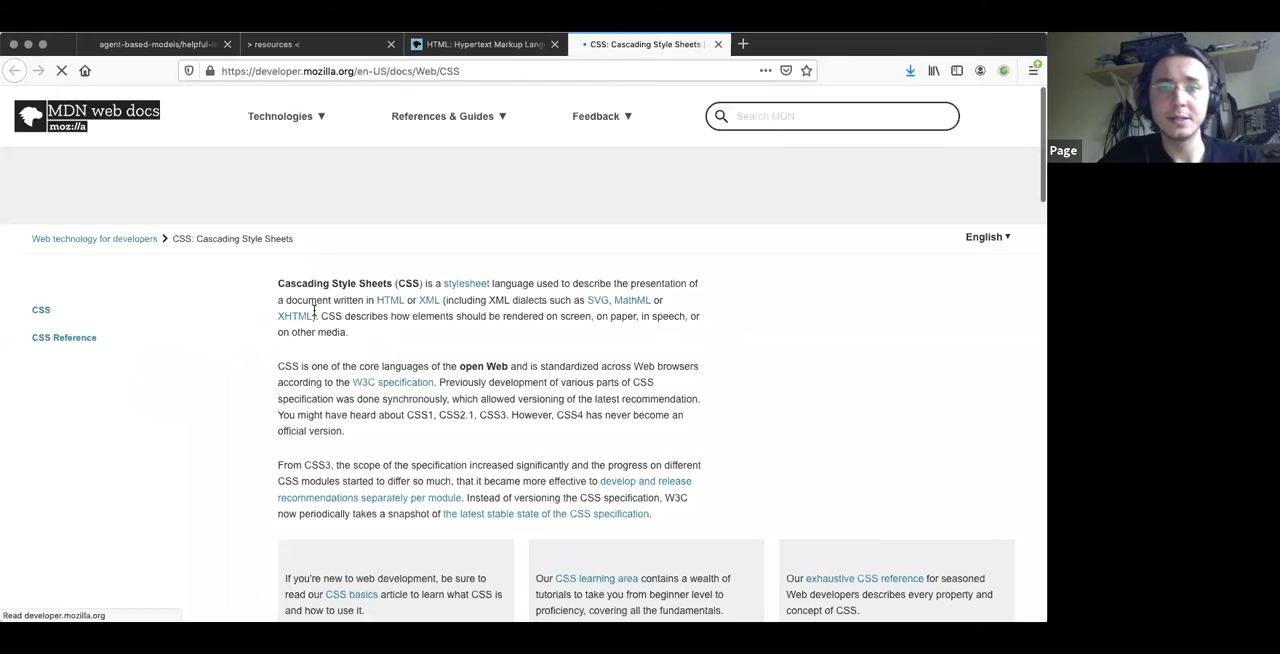 agent-based-models/helpful-li
> resources <
HTML: Hypertext Markup Lang
CSS: Cascading Style Sheets |
https://developer.mozilla.org/en-US/docs/Web/CSS
MDN web docs
moz://a
Technologies ▼
References & Guides ▼
Feedback ▼
Search MDN
Page
Web technology for developers > CSS: Cascading Style Sheets
English ▼
CSS
CSS Reference
Cascading Style Sheets (CSS) is a stylesheet language used to describe the presentation of
a document written in HTML or XML (including XML dialects such as SVG, MathML or
XHTML). CSS describes how elements should be rendered on screen, on paper, in speech, or
on other media.
CSS is one of the core languages of the open Web and is standardized across Web browsers
according to the W3C specification. Previously development of various parts of CSS
specification was done synchronously, which allowed versioning of the latest recommendation.
You might have heard about CSS1, CSS2.1, CSS3. However, CSS4 has never become an
official version.
From CSS3, the scope of the specification increased significantly and the progress on different
CSS modules started to differ so much, that it became more effective to develop and release
recommendations separately per module. Instead of versioning the CSS specification, W3C
now periodically takes a snapshot of the latest stable state of the CSS specification.
If you're new to web development, be sure to
read our CSS basics article to learn what CSS is
and how to use it.
Our CSS learning area contains a wealth of
tutorials to take you from beginner level to
proficiency, covering all the fundamentals.
Our exhaustive CSS reference for seasoned
Web developers describes every property and
concept of CSS.
Read developer.mozilla.org